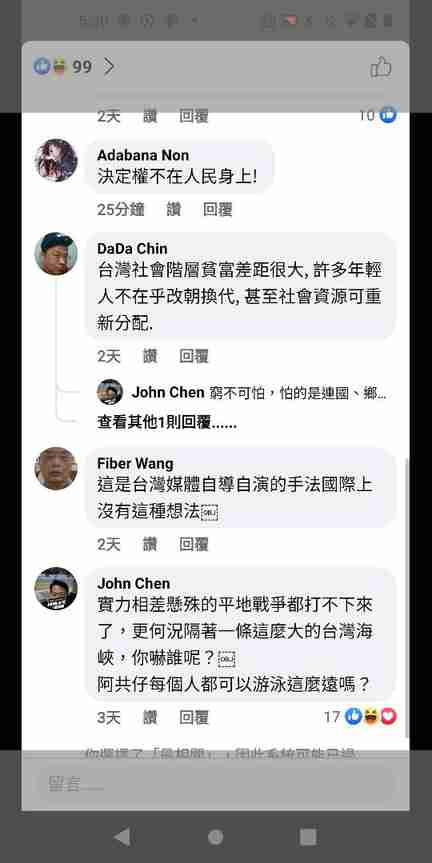 5:30
99
2天 讚 回覆 10
Adabana Non
決定權不在人民身上!
25分鐘 讚 回覆
DaDa Chin
台灣社會階層貧富差距很大, 許多年輕
人不在乎改朝換代, 甚至社會資源可重
新分配.
2天 讚 回覆
John Chen 窮不可怕，怕的是連國、鄉...
查看其他1則回覆......
Fiber Wang
這是台灣媒體自導自演的手法國際上
沒有這種想法
2天 讚 回覆
John Chen
實力相差懸殊的平地戰爭都打不下來
了，更何況隔著一條這麼大的台灣海
峽，你嚇誰呢？
阿共仔每個人都可以游泳這麼遠嗎？
3天 讚 回覆 17
你選擇了「最相關」，因此系統可能已過
留言......